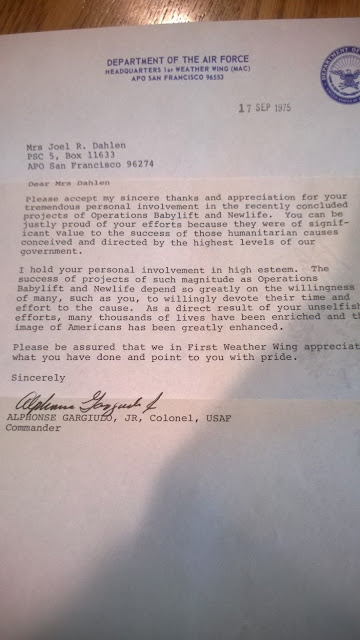 DEPARTMENT OF THE AIR FORCE
HEADQUARTERS 1ST WEATHER WING (MAC)
APO SAN FRANCISCO 96553
17 SEP 1975
Mrs Joel R. Dahlen
PSC 5, Box 11633
APO San Francisco 96274
Dear Mrs Dahlen
Please accept my sincere thanks and appreciation for your
tremendous personal involvement in the recently concluded
projects of Operations Babylift and Newlife. You can be
justly proud of your efforts because they were of signif-
icant value to the success of those humanitarian causes
conceived and directed by the highest levels of our
government.
I hold your personal involvement in high esteem. The
success of projects of such magnitude as Operations
Babylift and Newlife depend so greatly on the willingness
of many, such as you, to willingly devote their time and
effort to the cause. As a direct result of your unselfish
efforts, many thousands of lives have been enriched and th
image of Americans has been greatly enhanced.
Please be assured that we in First Weather Wing appreciat
what you have done and point to you with pride.
Sincerely
Alphonse Gargiulo Jr
ALPHONSE GARGIULO, JR, Colonel, USAF
Commander